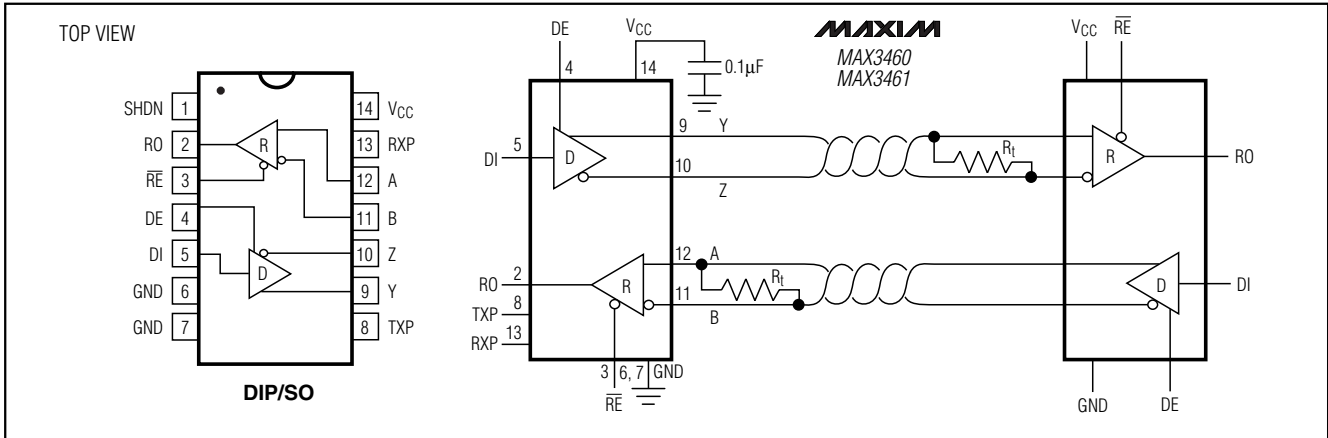 TOP VIEW
SHDN 1
RO 2
RE 3
DE 4
DI 5
GND 6
GND 7
14 VCC
13 RXP
12 A
11 B
10 Z
9 Y
8 TXP
R
D
DIP/SO
MAXIM
MAX3460
MAX3461
DE
4
VCC
14
0.1µF
5
DI
D
9 Y
10
Z
Rt
VCC
RE
R
RO
12 A
11
B
Rt
RO 2
TXP 8
RXP 13
R
3
RE
6, 7
GND
D
DI
GND
DE